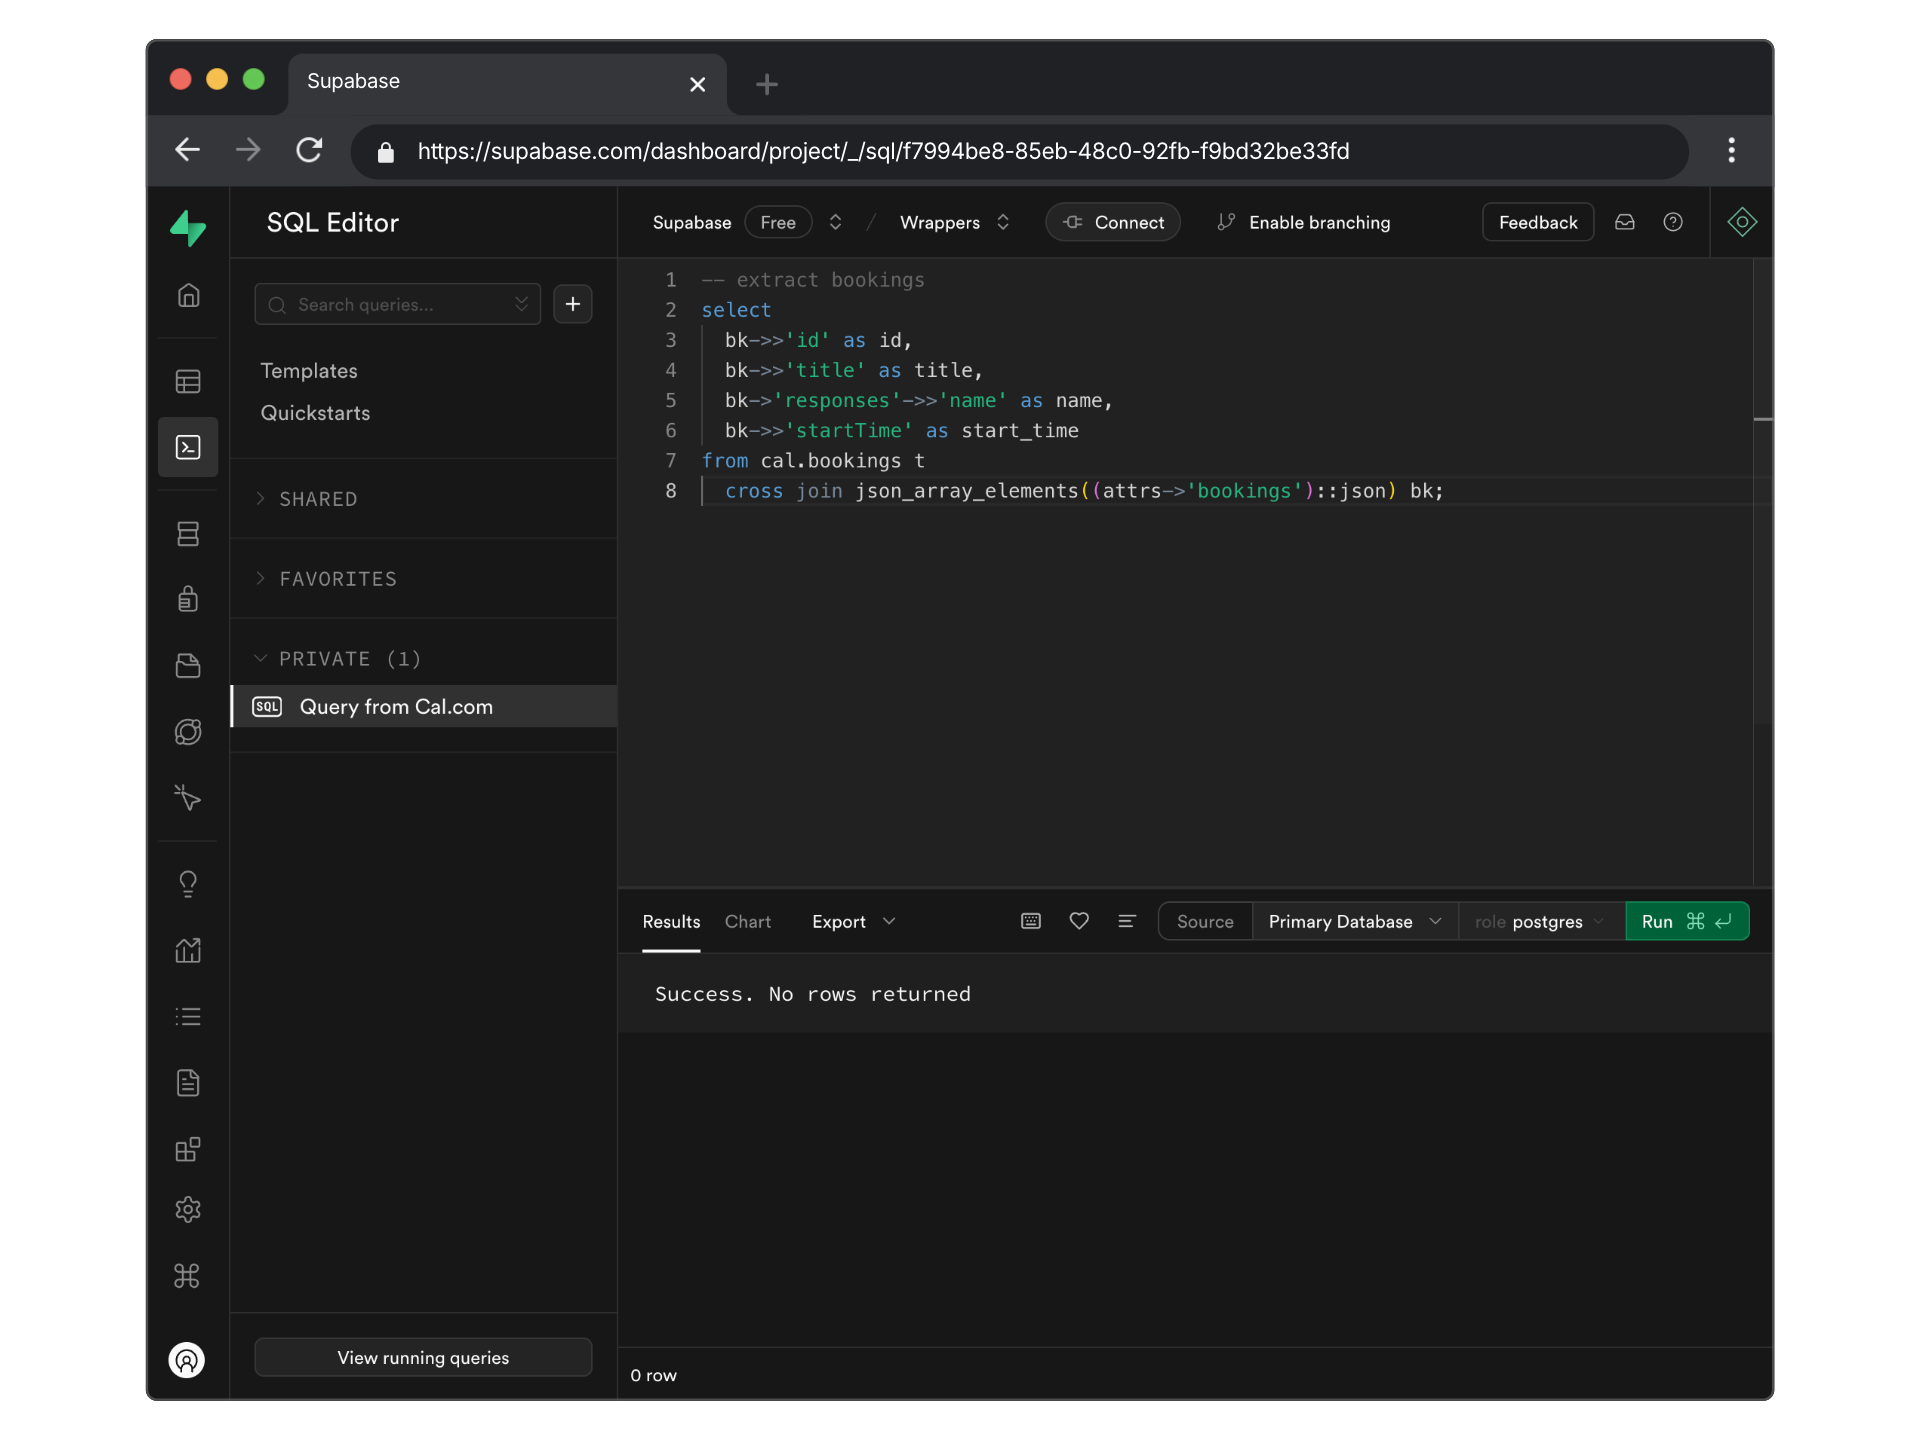 Supabase
https://supabase.com/dashboard/project/_/sql/f7994be8-85eb-48c0-92fb-f9bd32be33fd
SQL Editor
Supabase Free / Wrappers Connect Enable branching Feedback
Search queries...
Templates
Quickstarts
SHARED
FAVORITES
PRIVATE (1)
SQL Query from Cal.com
View running queries
1 -- extract bookings
2 select
3 bk->>'id' as id,
4 bk->>'title' as title,
5 bk->'responses'->>'name' as name,
6 bk->>'startTime' as start_time
7 from cal.bookings t
8 cross join json_array_elements((attrs->'bookings')::json) bk;
Results Chart Export Source Primary Database role postgres Run ⌘ ↵
Success. No rows returned
0 row